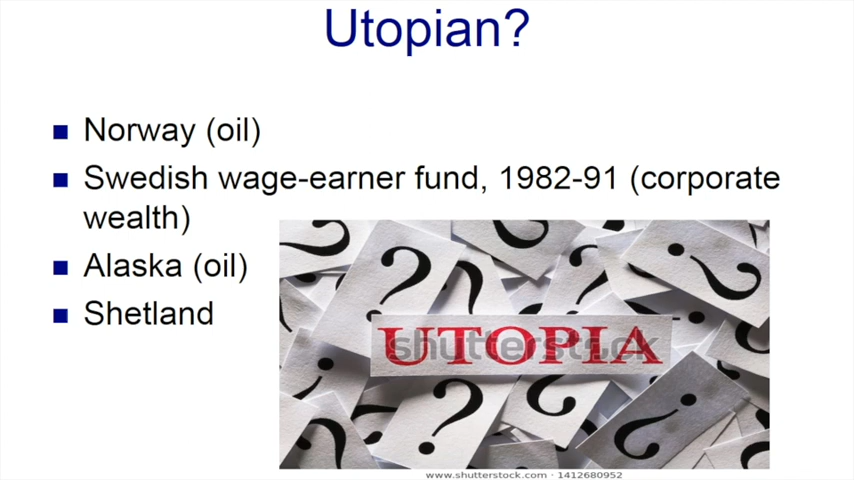 Utopian?
Norway (oil)
Swedish wage-earner fund, 1982-91 (corporate
wealth)
Alaska (oil)
Shetland
? ? ? ? ? ? ? ? ?
UTOPIA
shutterstock
www.shutterstock.com · 1412680952